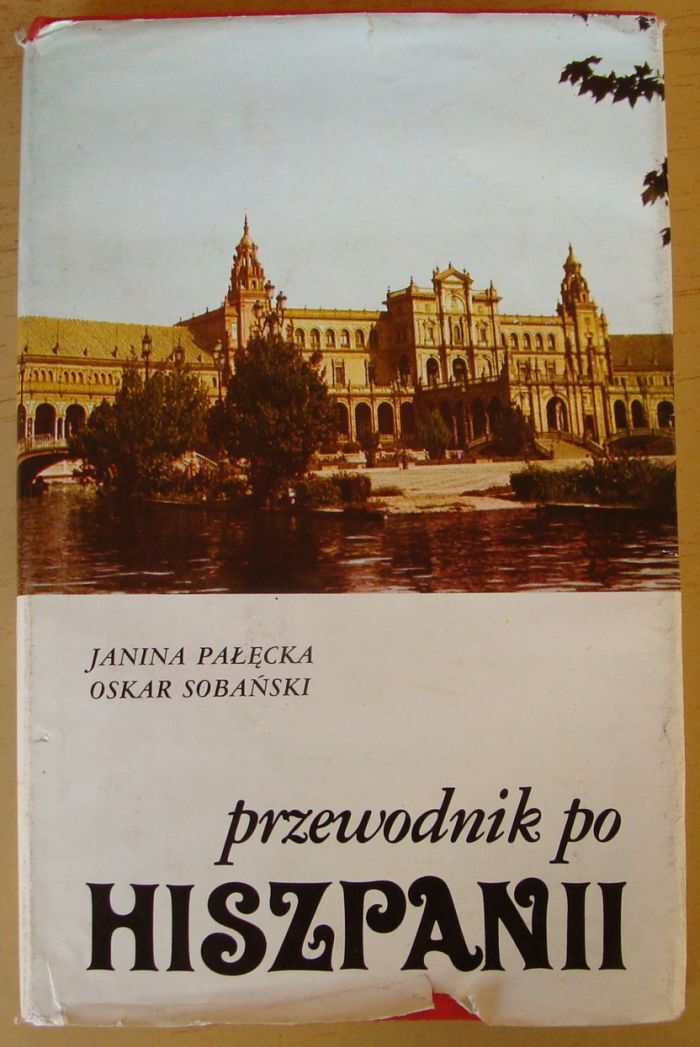 JANINA PAŁĘCKA
OSKAR SOBAŃSKI
przewodnik po
HISZPANII